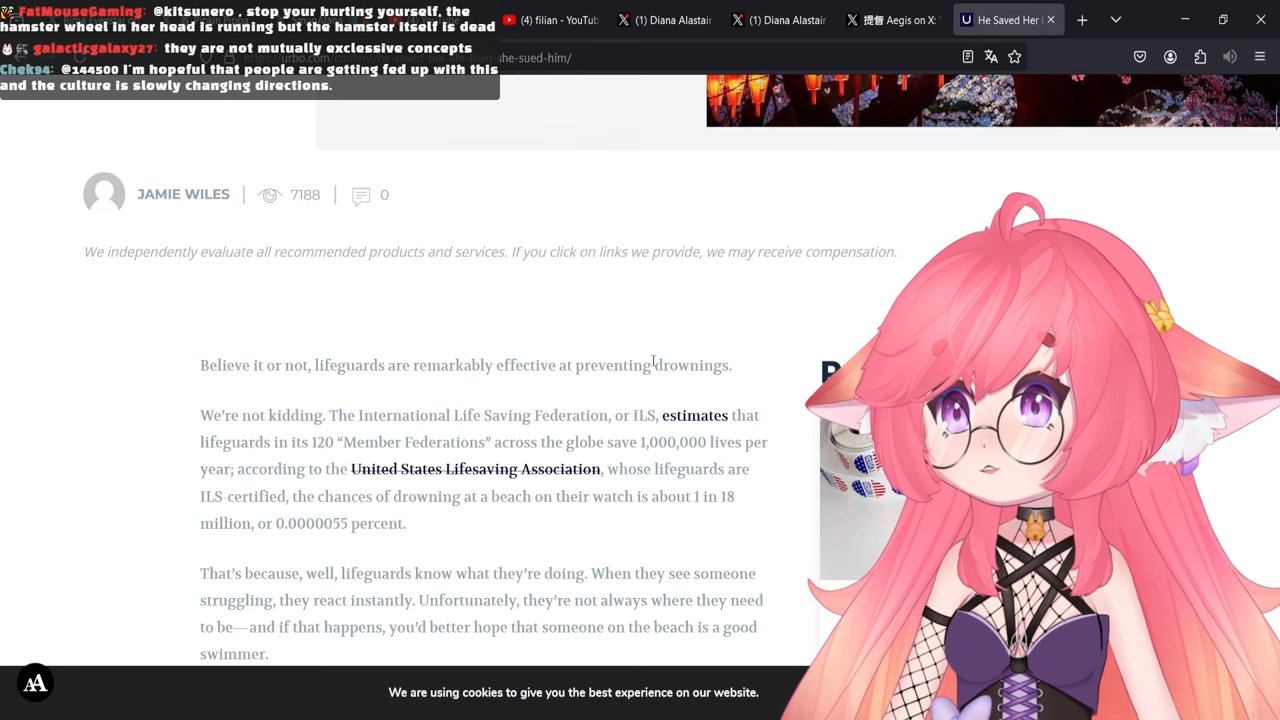 FatMouseGaming: @kitsunero , stop your hurting yourself, the
hamster wheel in her head is running but the hamster itself is dead
galacticgalaxy27: they are not mutually exclessive concepts
Chek94: @144500 I'm hopeful that people are getting fed up with this
and the culture is slowly changing directions.
(4) filian - YouTub
(1) Diana Alastair
(1) Diana Alastair
提督 Aegis on X:
He Saved Her
https://urbo.com/content/he-saved-her-life-then-she-sued-him/
JAMIE WILES
7188
0
We independently evaluate all recommended products and services. If you click on links we provide, we may receive compensation.
Believe it or not, lifeguards are remarkably effective at preventing drownings.
We're not kidding. The International Life Saving Federation, or ILS, estimates that
lifeguards in its 120 “Member Federations” across the globe save 1,000,000 lives per
year; according to the United States Lifesaving Association, whose lifeguards are
ILS-certified, the chances of drowning at a beach on their watch is about 1 in 18
million, or 0.0000055 percent.
That's because, well, lifeguards know what they're doing. When they see someone
struggling, they react instantly. Unfortunately, they're not always where they need
to be—and if that happens, you'd better hope that someone on the beach is a good
swimmer.
AA
We are using cookies to give you the best experience on our website.